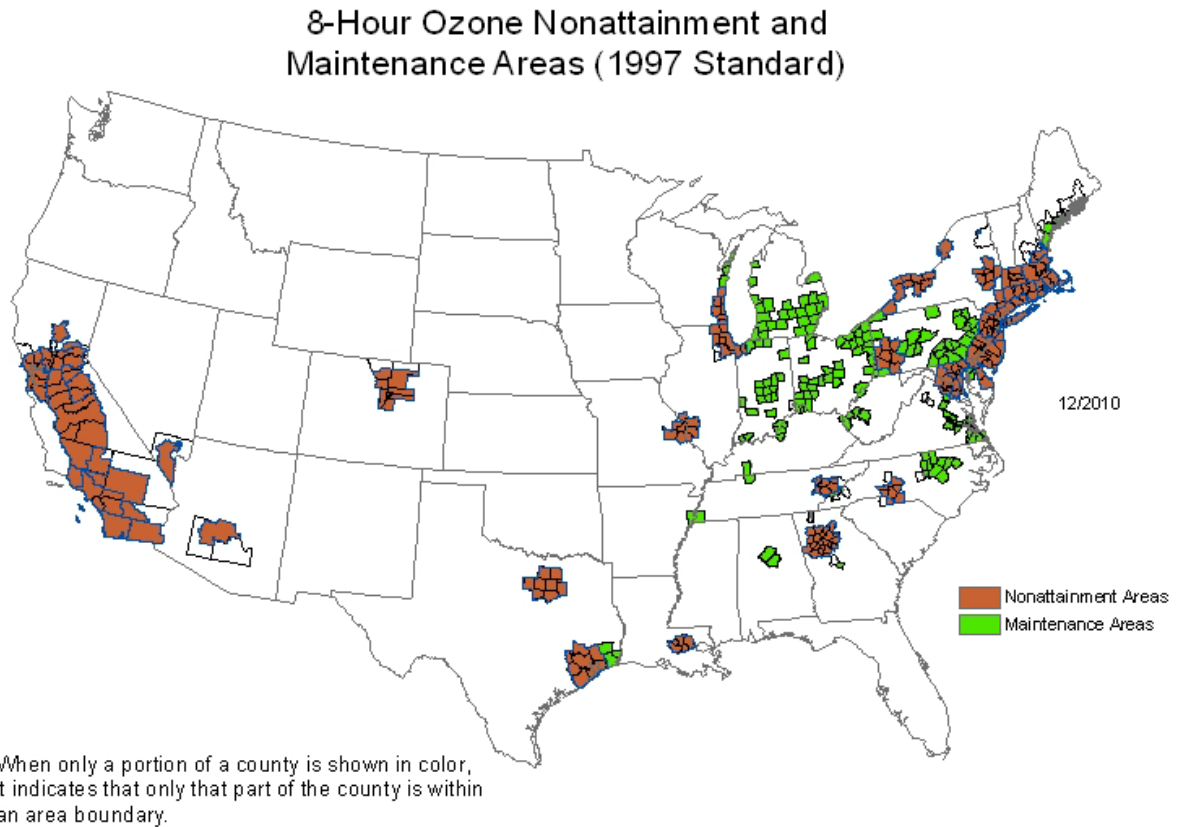 8-Hour Ozone Nonattainment and
Maintenance Areas (1997 Standard)
12/2010
Nonattainment Areas
Maintenance Areas
When only a portion of a county is shown in color,
t indicates that only that part of the county is within
an area boundary.